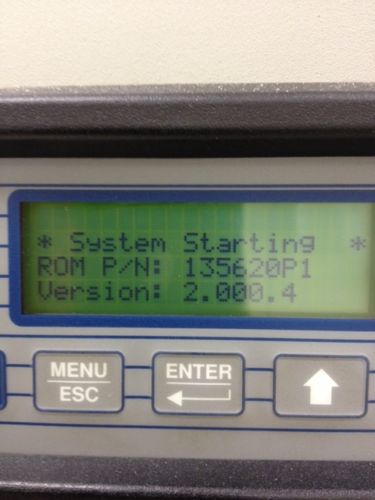 * System Starting *
ROM P/N: 135620P1
Version: 2.000.4
MENU
ESC
ENTER